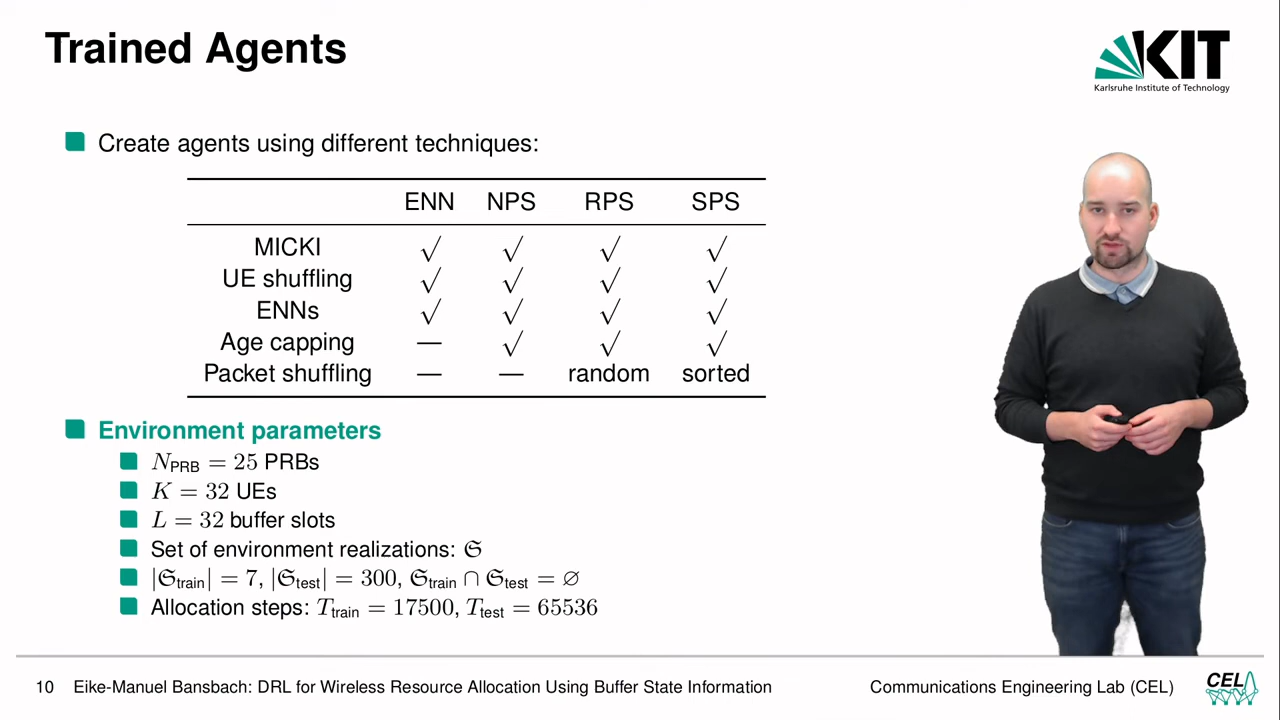 Trained Agents
KIT
Karlsruhe Institute of Technology
Create agents using different techniques:
ENN NPS RPS SPS
MICKI √ √ √ √
UE shuffling √ √ √ √
ENNs √ √ √ √
Age capping — √ √ √
Packet shuffling — — random sorted
Environment parameters
N_PRB = 25 PRBs
K = 32 UEs
L = 32 buffer slots
Set of environment realizations: 𝔖
|𝔖_train| = 7, |𝔖_test| = 300, 𝔖_train ∩ 𝔖_test = ∅
Allocation steps: T_train = 17500, T_test = 65536
10 Eike-Manuel Bansbach: DRL for Wireless Resource Allocation Using Buffer State Information Communications Engineering Lab (CEL) CEL